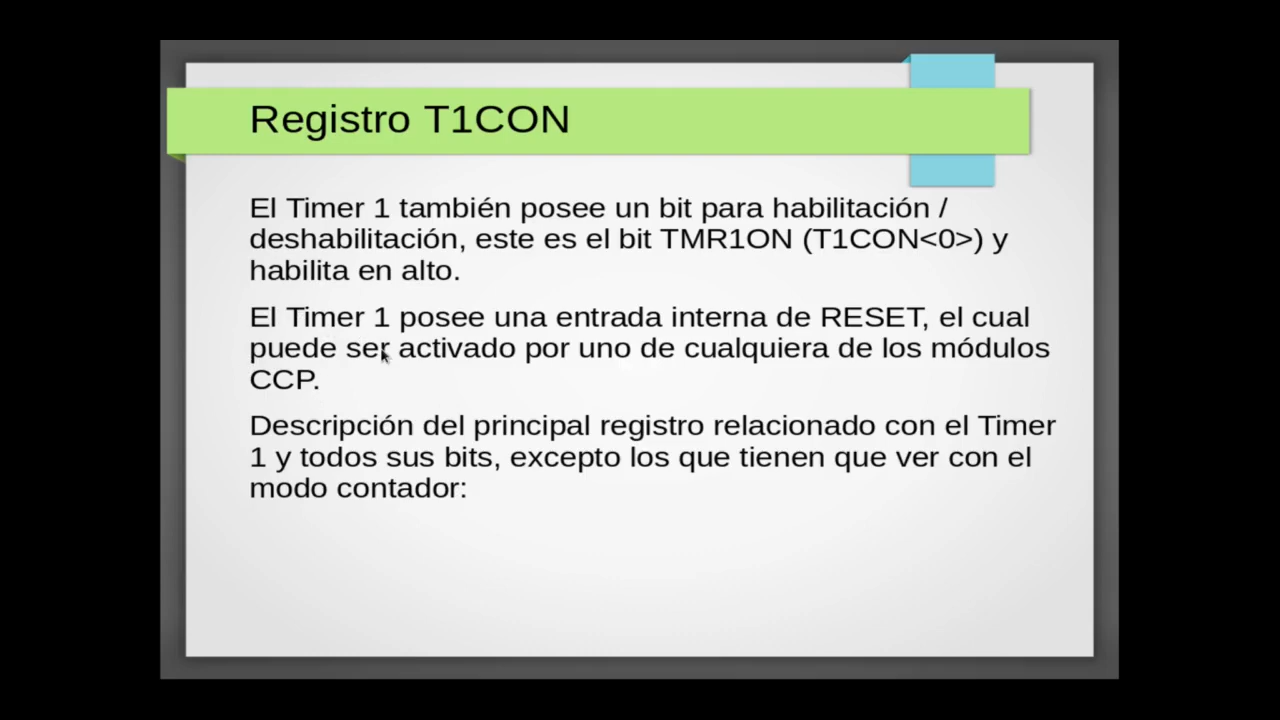 Registro T1CON
El Timer 1 también posee un bit para habilitación /
deshabilitación, este es el bit TMR1ON (T1CON<0>) y
habilita en alto.
El Timer 1 posee una entrada interna de RESET, el cual
puede ser activado por uno de cualquiera de los módulos
CCP.
Descripción del principal registro relacionado con el Timer
1 y todos sus bits, excepto los que tienen que ver con el
modo contador: